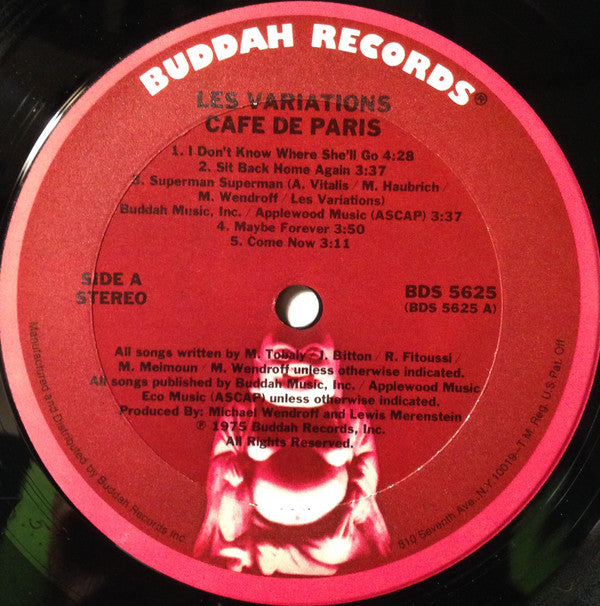 BUDDAH RECORDS®
LES VARIATIONS
CAFE DE PARIS
1. I Don't Know Where She'll Go 4:28
2. Sit Back Home Again 3:37
3. Superman Superman (A. Vitalis / M. Haubrich /
M. Wendroff / Les Variations)
Buddah Music, Inc. / Applewood Music (ASCAP) 3:37
4. Maybe Forever 3:50
5. Come Now 3:11
SIDE A
STEREO
BDS 5625
(BDS 5625 A)
All songs written by M. Tobaly / J. Bitton / R. Fitoussi /
M. Meimoun / M. Wendroff unless otherwise indicated.
All songs published by Buddah Music, Inc. / Applewood Music
Eco Music (ASCAP) unless otherwise indicated.
Produced By: Michael Wendroff and Lewis Merenstein
℗ 1975 Buddah Records, Inc.
All Rights Reserved.
Manufactured and Distributed by Buddah Records Inc. 810 Seventh Ave., N.Y. 10019—T.M. Reg. U.S. Pat. Off